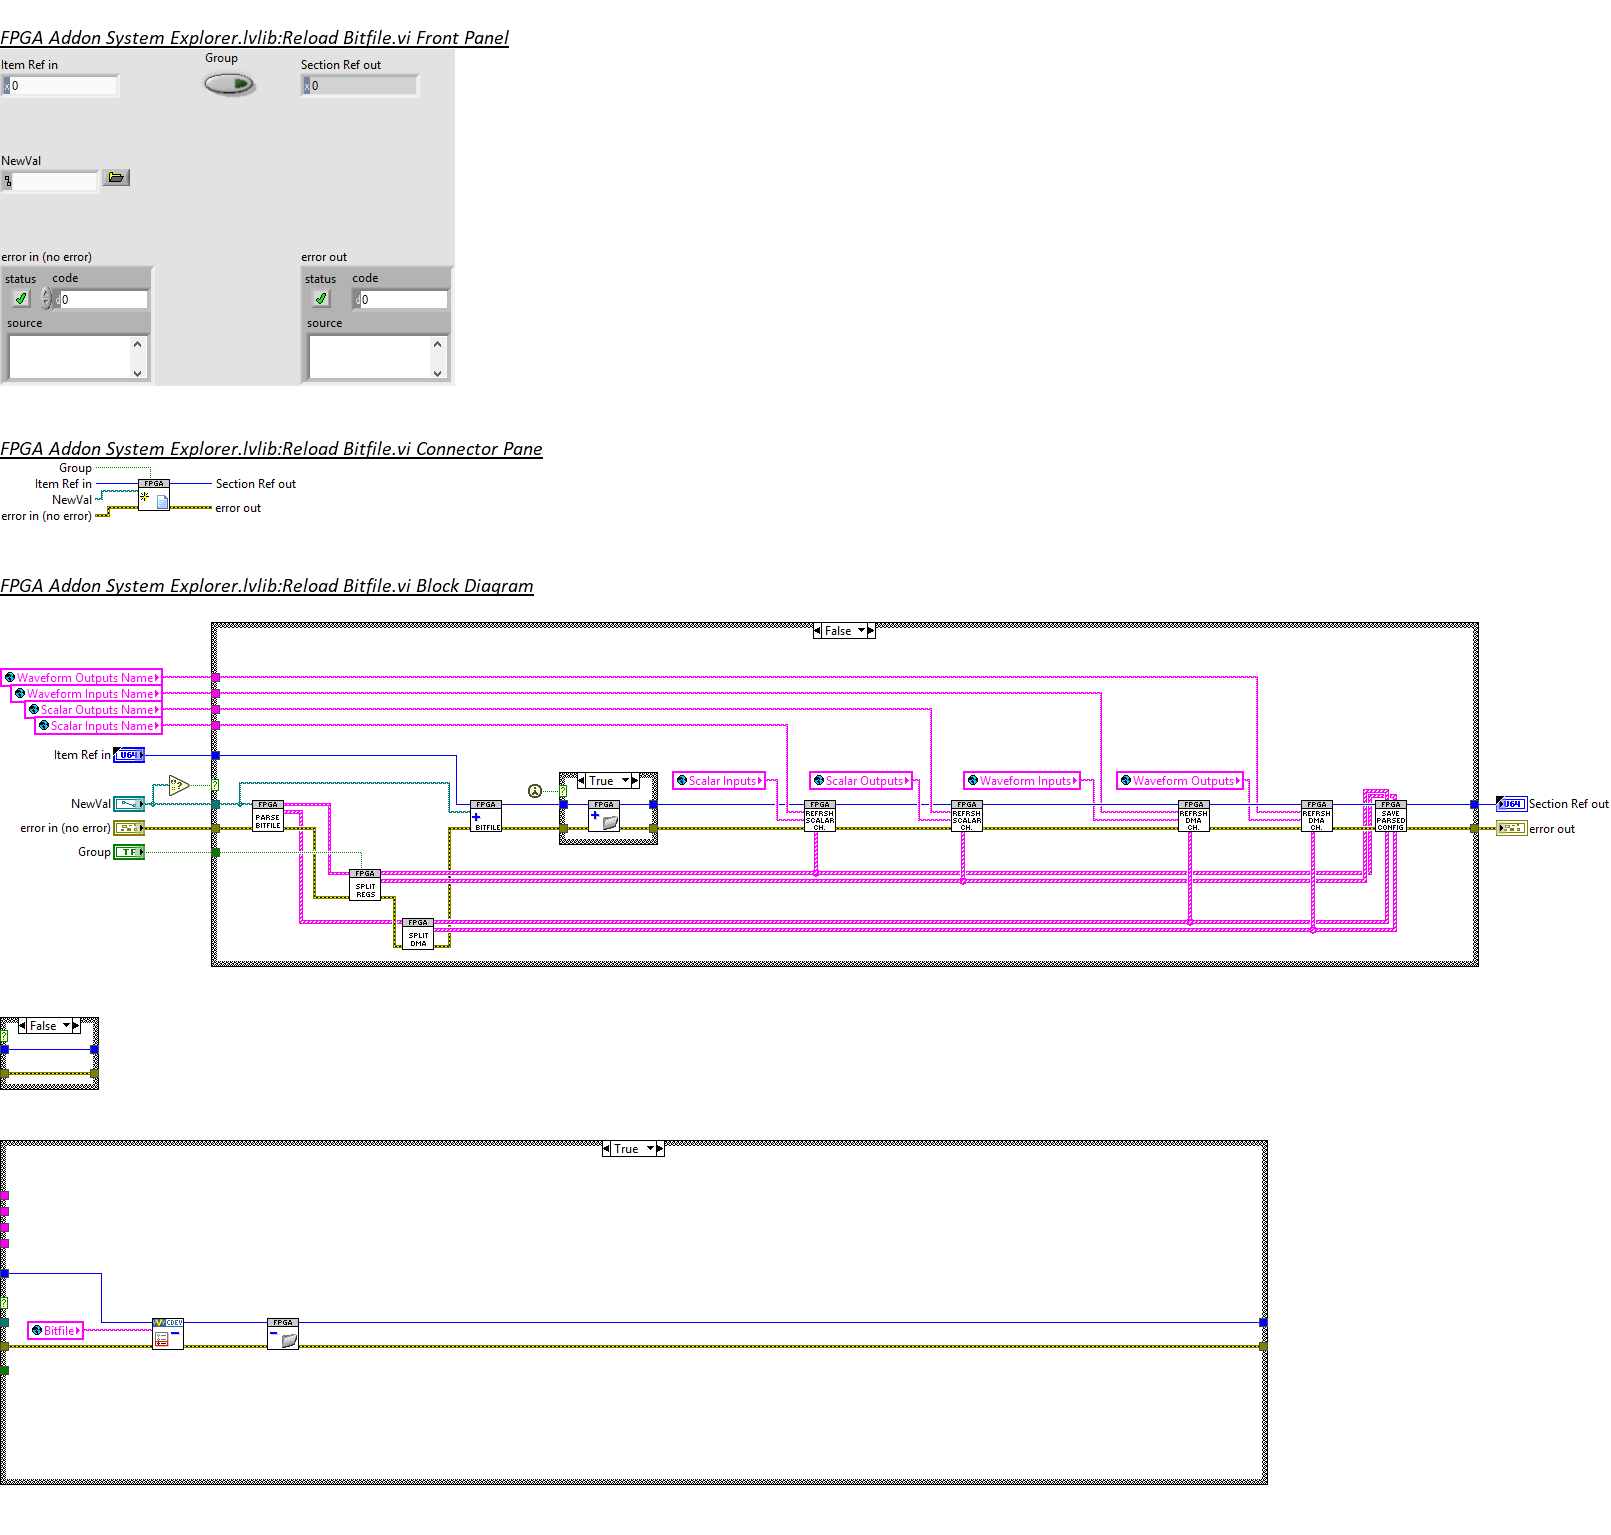 FPGA Addon System Explorer.lvlib:Reload Bitfile.vi Front Panel
Item Ref in
Group
Section Ref out
x 0
x 0
NewVal
error in (no error)
error out
status code
status code
d 0
d 0
source
source
FPGA Addon System Explorer.lvlib:Reload Bitfile.vi Connector Pane
Group
Item Ref in
Section Ref out
NewVal
error in (no error)
error out
FPGA
FPGA Addon System Explorer.lvlib:Reload Bitfile.vi Block Diagram
False
Waveform Outputs Name
Waveform Inputs Name
Scalar Outputs Name
Scalar Inputs Name
Item Ref in
U64
?
?
True
Scalar Inputs
Scalar Outputs
Waveform Inputs
Waveform Outputs
?
NewVal
error in (no error)
Group
TF
FPGA
PARSE
BITFILE
FPGA
BITFILE
FPGA
FPGA
REFRSH
SCALAR
CH.
FPGA
REFRSH
SCALAR
CH.
FPGA
REFRSH
DMA
CH.
FPGA
REFRSH
DMA
CH.
FPGA
SAVE
PARSED
CONFIG
U64
Section Ref out
error out
FPGA
SPLIT
REGS
FPGA
SPLIT
DMA
False
?
True
?
Bitfile
CDEV
FPGA